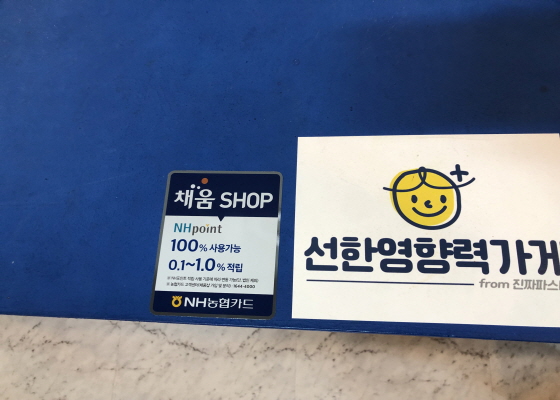 채움 SHOP
NHpoint
100% 사용가능
0.1~1.0% 적립
NH농협카드
선한영향력가게
from 진짜파스